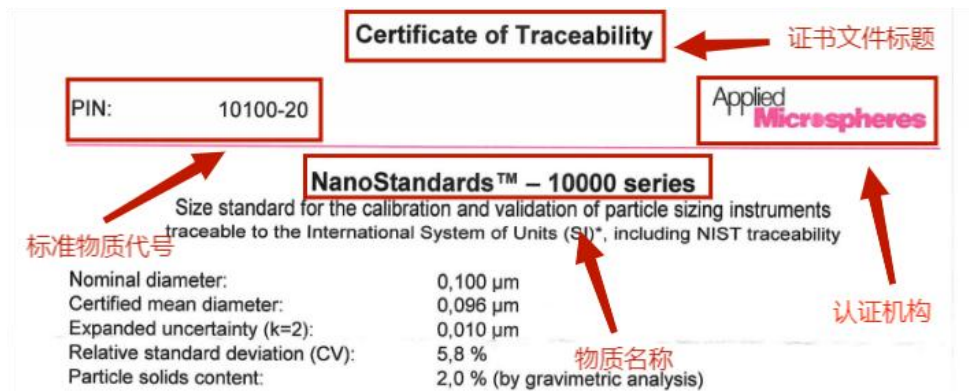 Certificate of Traceability
证书文件标题
PIN: 10100-20
Applied
Microspheres
NanoStandards™ – 10000 series
Size standard for the calibration and validation of particle sizing instruments
traceable to the International System of Units (SI)*, including NIST traceability
标准物质代号
Nominal diameter: 0,100 µm
Certified mean diameter: 0,096 µm
认证机构
Expanded uncertainty (k=2): 0,010 µm
Relative standard deviation (CV): 5,8 %
物质名称
Particle solids content: 2,0 % (by gravimetric analysis)